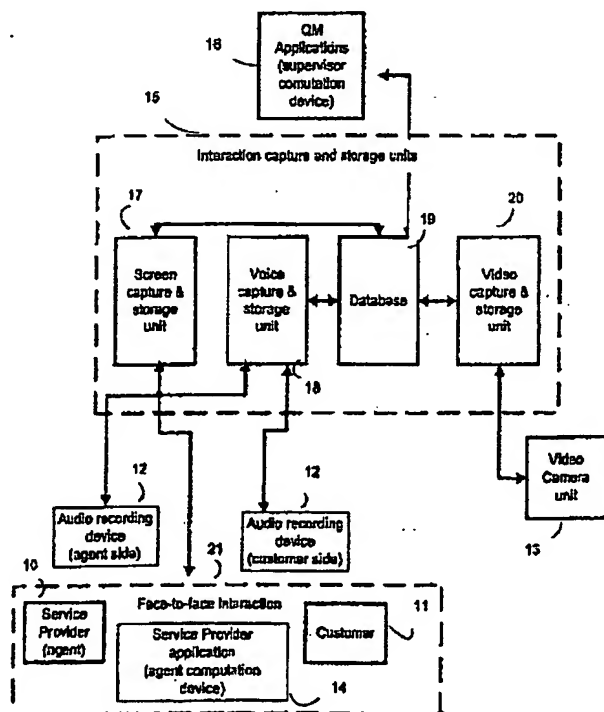 16
QM
Applications
(supervisor
comutation
device)
15
Interaction capture and storage units
17
19
20
Screen
capture &
storage
unit
Voice
capture &
storage
unit
Database
Video
capture &
storage
unit
18
12
12
Video
Camera
unit
Audio recording
device
(agent side)
Audio recording
device
(customer side)
13
10
21
Face-to-face Interaction
11
Service
Provider
(agent)
Service Provider
application
(agent computation
device)
Customer
14